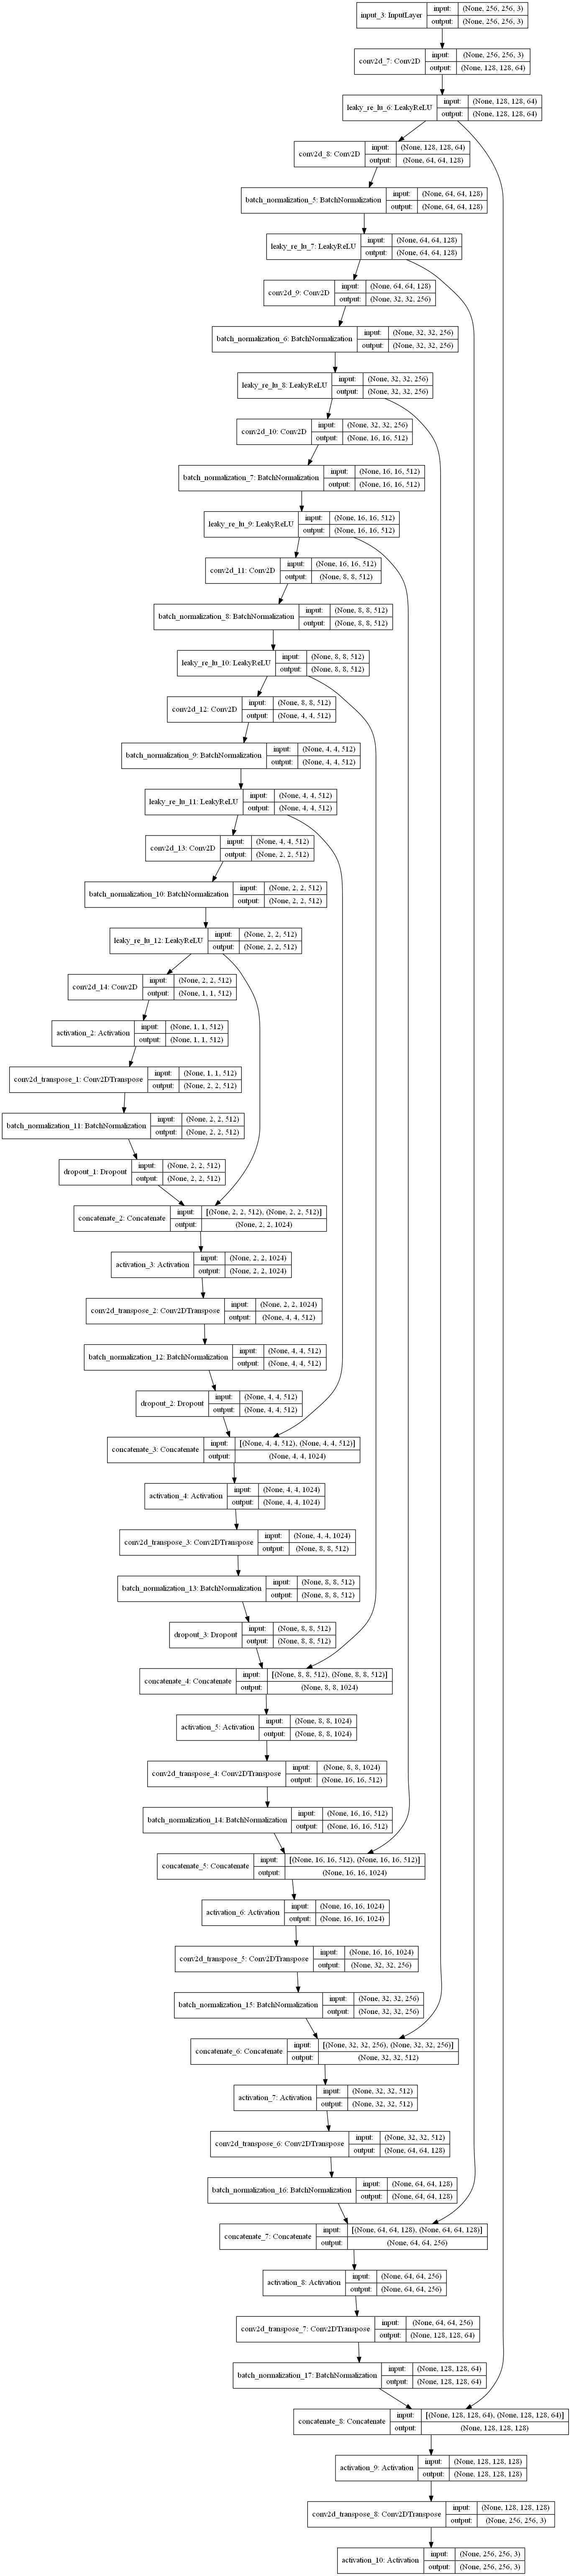 input_3: InputLayer input: (None, 256, 256, 3)
output: (None, 256, 256, 3)
conv2d_7: Conv2D input: (None, 256, 256, 3)
output: (None, 128, 128, 64)
leaky_re_lu_6: LeakyReLU input: (None, 128, 128, 64)
output: (None, 128, 128, 64)
conv2d_8: Conv2D input: (None, 128, 128, 64)
output: (None, 64, 64, 128)
batch_normalization_5: BatchNormalization input: (None, 64, 64, 128)
output: (None, 64, 64, 128)
leaky_re_lu_7: LeakyReLU input: (None, 64, 64, 128)
output: (None, 64, 64, 128)
conv2d_9: Conv2D input: (None, 64, 64, 128)
output: (None, 32, 32, 256)
batch_normalization_6: BatchNormalization input: (None, 32, 32, 256)
output: (None, 32, 32, 256)
leaky_re_lu_8: LeakyReLU input: (None, 32, 32, 256)
output: (None, 32, 32, 256)
conv2d_10: Conv2D input: (None, 32, 32, 256)
output: (None, 16, 16, 512)
batch_normalization_7: BatchNormalization input: (None, 16, 16, 512)
output: (None, 16, 16, 512)
leaky_re_lu_9: LeakyReLU input: (None, 16, 16, 512)
output: (None, 16, 16, 512)
conv2d_11: Conv2D input: (None, 16, 16, 512)
output: (None, 8, 8, 512)
batch_normalization_8: BatchNormalization input: (None, 8, 8, 512)
output: (None, 8, 8, 512)
leaky_re_lu_10: LeakyReLU input: (None, 8, 8, 512)
output: (None, 8, 8, 512)
conv2d_12: Conv2D input: (None, 8, 8, 512)
output: (None, 4, 4, 512)
batch_normalization_9: BatchNormalization input: (None, 4, 4, 512)
output: (None, 4, 4, 512)
leaky_re_lu_11: LeakyReLU input: (None, 4, 4, 512)
output: (None, 4, 4, 512)
conv2d_13: Conv2D input: (None, 4, 4, 512)
output: (None, 2, 2, 512)
batch_normalization_10: BatchNormalization input: (None, 2, 2, 512)
output: (None, 2, 2, 512)
leaky_re_lu_12: LeakyReLU input: (None, 2, 2, 512)
output: (None, 2, 2, 512)
conv2d_14: Conv2D input: (None, 2, 2, 512)
output: (None, 1, 1, 512)
activation_2: Activation input: (None, 1, 1, 512)
output: (None, 1, 1, 512)
conv2d_transpose_1: Conv2DTranspose input: (None, 1, 1, 512)
output: (None, 2, 2, 512)
batch_normalization_11: BatchNormalization input: (None, 2, 2, 512)
output: (None, 2, 2, 512)
dropout_1: Dropout input: (None, 2, 2, 512)
output: (None, 2, 2, 512)
concatenate_2: Concatenate input: [(None, 2, 2, 512), (None, 2, 2, 512)]
output: (None, 2, 2, 1024)
activation_3: Activation input: (None, 2, 2, 1024)
output: (None, 2, 2, 1024)
conv2d_transpose_2: Conv2DTranspose input: (None, 2, 2, 1024)
output: (None, 4, 4, 512)
batch_normalization_12: BatchNormalization input: (None, 4, 4, 512)
output: (None, 4, 4, 512)
dropout_2: Dropout input: (None, 4, 4, 512)
output: (None, 4, 4, 512)
concatenate_3: Concatenate input: [(None, 4, 4, 512), (None, 4, 4, 512)]
output: (None, 4, 4, 1024)
activation_4: Activation input: (None, 4, 4, 1024)
output: (None, 4, 4, 1024)
conv2d_transpose_3: Conv2DTranspose input: (None, 4, 4, 1024)
output: (None, 8, 8, 512)
batch_normalization_13: BatchNormalization input: (None, 8, 8, 512)
output: (None, 8, 8, 512)
dropout_3: Dropout input: (None, 8, 8, 512)
output: (None, 8, 8, 512)
concatenate_4: Concatenate input: [(None, 8, 8, 512), (None, 8, 8, 512)]
output: (None, 8, 8, 1024)
activation_5: Activation input: (None, 8, 8, 1024)
output: (None, 8, 8, 1024)
conv2d_transpose_4: Conv2DTranspose input: (None, 8, 8, 1024)
output: (None, 16, 16, 512)
batch_normalization_14: BatchNormalization input: (None, 16, 16, 512)
output: (None, 16, 16, 512)
concatenate_5: Concatenate input: [(None, 16, 16, 512), (None, 16, 16, 512)]
output: (None, 16, 16, 1024)
activation_6: Activation input: (None, 16, 16, 1024)
output: (None, 16, 16, 1024)
conv2d_transpose_5: Conv2DTranspose input: (None, 16, 16, 1024)
output: (None, 32, 32, 256)
batch_normalization_15: BatchNormalization input: (None, 32, 32, 256)
output: (None, 32, 32, 256)
concatenate_6: Concatenate input: [(None, 32, 32, 256), (None, 32, 32, 256)]
output: (None, 32, 32, 512)
activation_7: Activation input: (None, 32, 32, 512)
output: (None, 32, 32, 512)
conv2d_transpose_6: Conv2DTranspose input: (None, 32, 32, 512)
output: (None, 64, 64, 128)
batch_normalization_16: BatchNormalization input: (None, 64, 64, 128)
output: (None, 64, 64, 128)
concatenate_7: Concatenate input: [(None, 64, 64, 128), (None, 64, 64, 128)]
output: (None, 64, 64, 256)
activation_8: Activation input: (None, 64, 64, 256)
output: (None, 64, 64, 256)
conv2d_transpose_7: Conv2DTranspose input: (None, 64, 64, 256)
output: (None, 128, 128, 64)
batch_normalization_17: BatchNormalization input: (None, 128, 128, 64)
output: (None, 128, 128, 64)
concatenate_8: Concatenate input: [(None, 128, 128, 64), (None, 128, 128, 64)]
output: (None, 128, 128, 128)
activation_9: Activation input: (None, 128, 128, 128)
output: (None, 128, 128, 128)
conv2d_transpose_8: Conv2DTranspose input: (None, 128, 128, 128)
output: (None, 256, 256, 3)
activation_10: Activation input: (None, 256, 256, 3)
output: (None, 256, 256, 3)